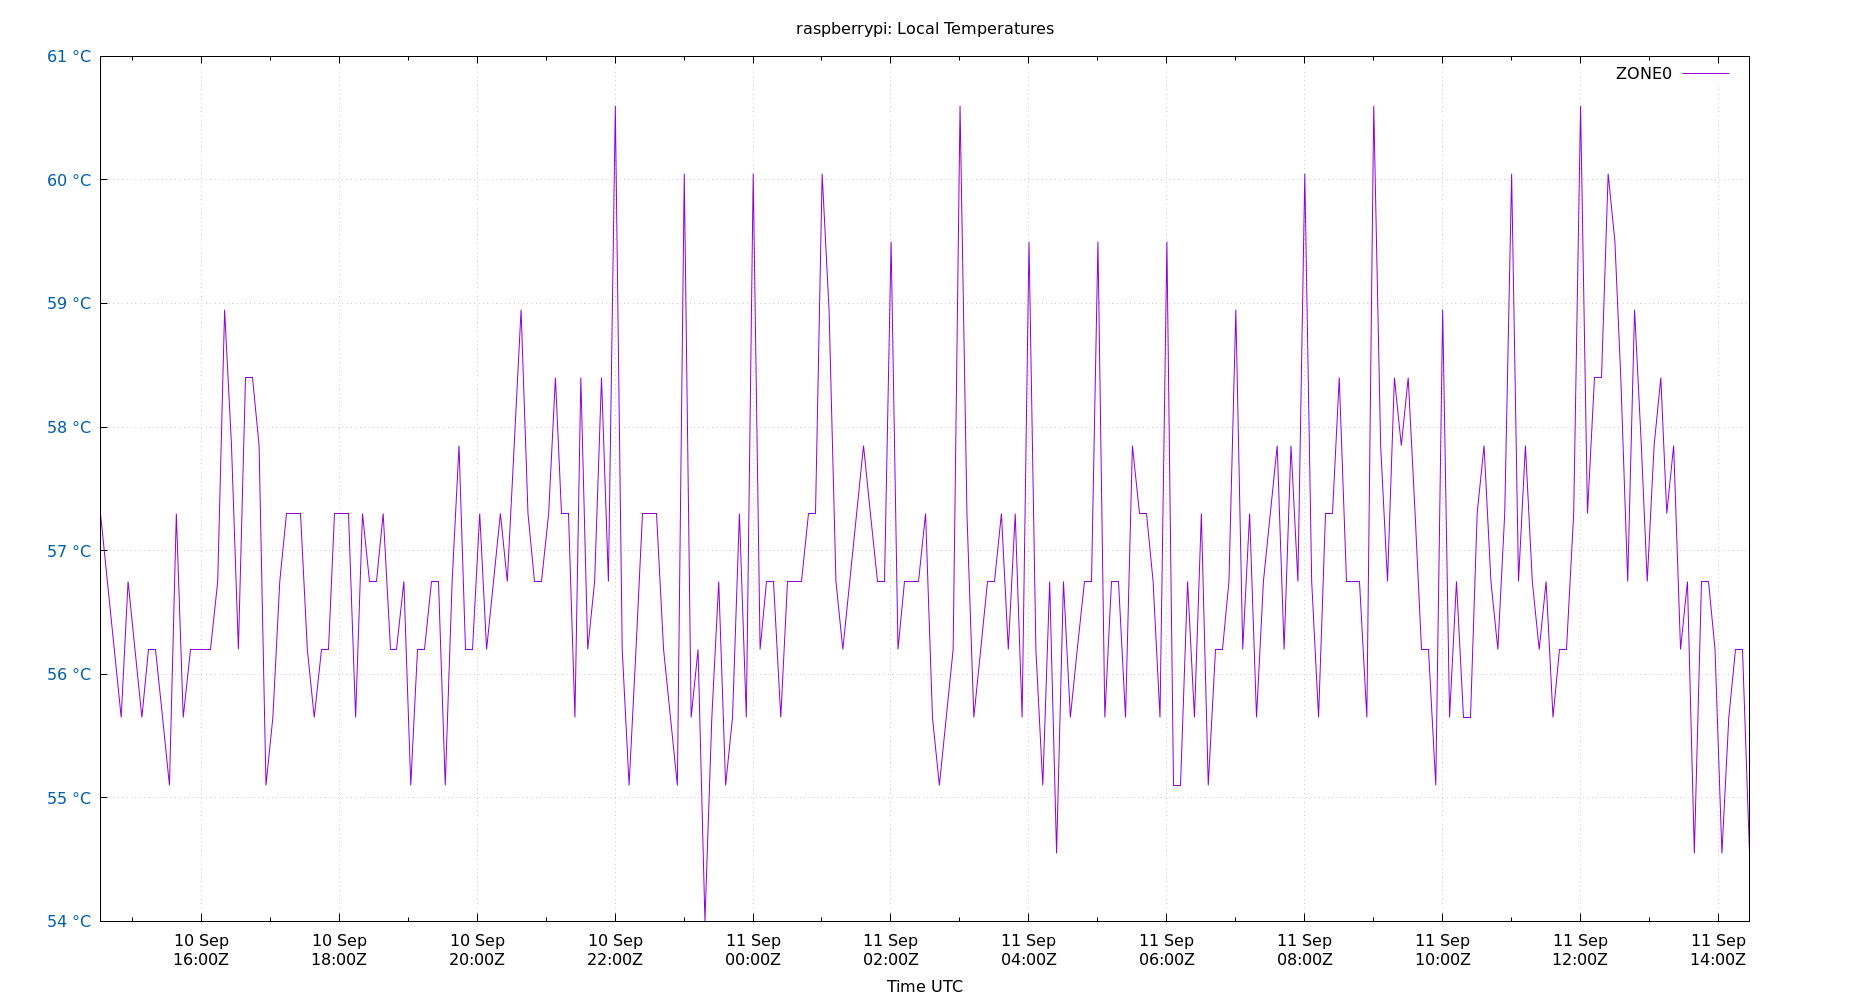 raspberrypi: Local Temperatures
61 °C
ZONE0
60 °C
59 °C
58 °C
57 °C
56 °C
55 °C
54 °C
10 Sep 10 Sep 10 Sep 10 Sep 11 Sep 11 Sep 11 Sep 11 Sep 11 Sep 11 Sep 11 Sep 11 Sep
16:00Z 18:00Z 20:00Z 22:00Z 00:00Z 02:00Z 04:00Z 06:00Z 08:00Z 10:00Z 12:00Z 14:00Z
Time UTC